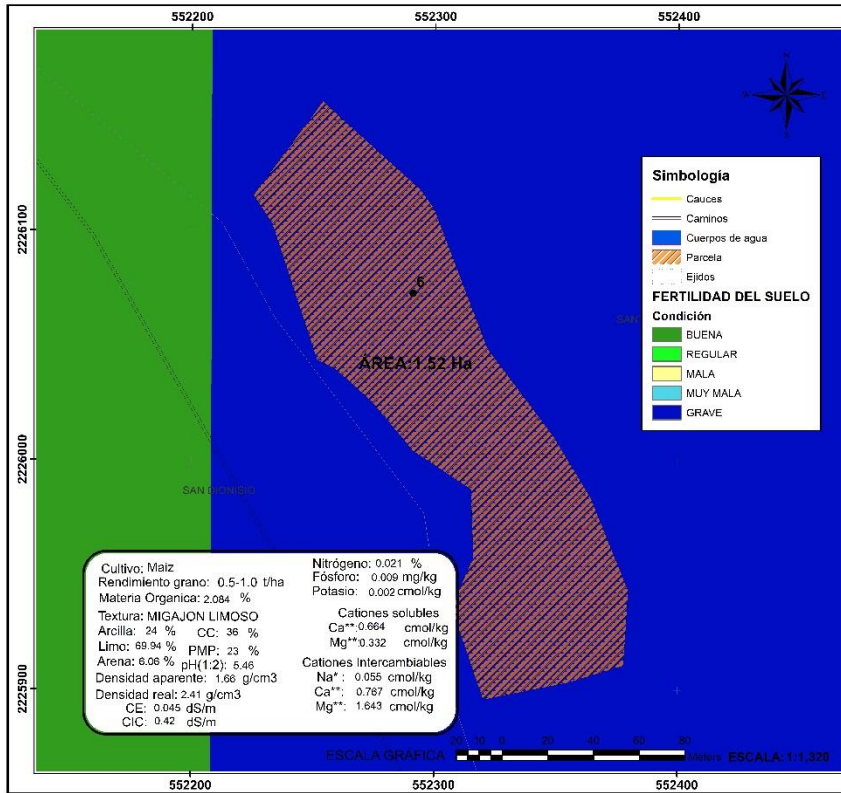 552200 552300 552400
2226100
2226000
2225900
N
Simbología
Cauces
Caminos
Cuerpos de agua
Parcela
Ejidos
FERTILIDAD DEL SUELO
Condición
BUENA
REGULAR
MALA
MUY MALA
GRAVE
6
ÁREA:1.52 Ha
SAN
SAN DIONISIO
Cultivo: Maiz
Rendimiento grano: 0.5-1.0 t/ha
Materia Organica: 2.084 %
Textura: MIGAJON LIMOSO
Arcilla: 24 % CC: 36 %
Limo: 69.94 % PMP: 23 %
Arena: 6.06 % pH(1:2): 5.46
Densidad aparente: 1.66 g/cm3
Densidad real: 2.41 g/cm3
CE: 0.045 dS/m
CIC: 0.42 dS/m
Nitrógeno: 0.021 %
Fósforo: 0.009 mg/kg
Potasio: 0.002 cmol/kg
Cationes solubles
Ca⁺⁺: 0.664 cmol/kg
Mg⁺⁺: 0.332 cmol/kg
Cationes Intercambiables
Na⁺: 0.055 cmol/kg
Ca⁺⁺: 0.767 cmol/kg
Mg⁺⁺: 1.643 cmol/kg
ESCALA GRÁFICA 20 10 0 20 40 60 80 Meters ESCALA: 1:1,320
552200 552300 552400